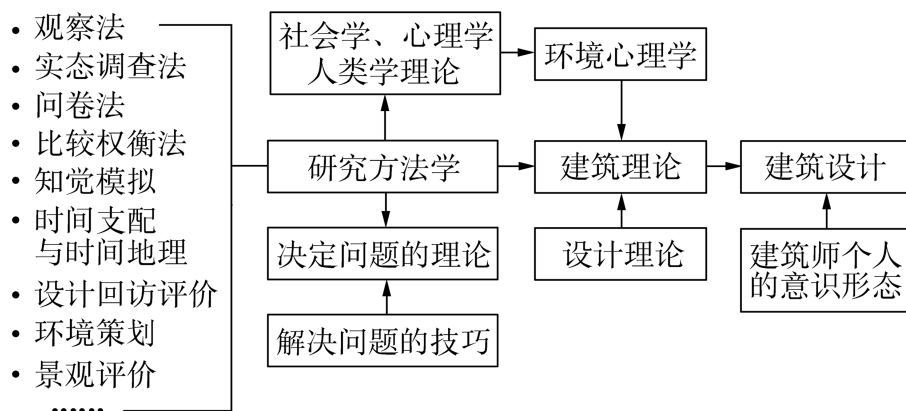 • 观察法
• 实态调查法
• 问卷法
• 比较权衡法
• 知觉模拟
• 时间支配
与时间地理
• 设计回访评价
• 环境策划
• 景观评价
……
社会学、心理学
人类学理论
环境心理学
研究方法学
建筑理论
建筑设计
决定问题的理论
设计理论
建筑师个人
的意识形态
解决问题的技巧